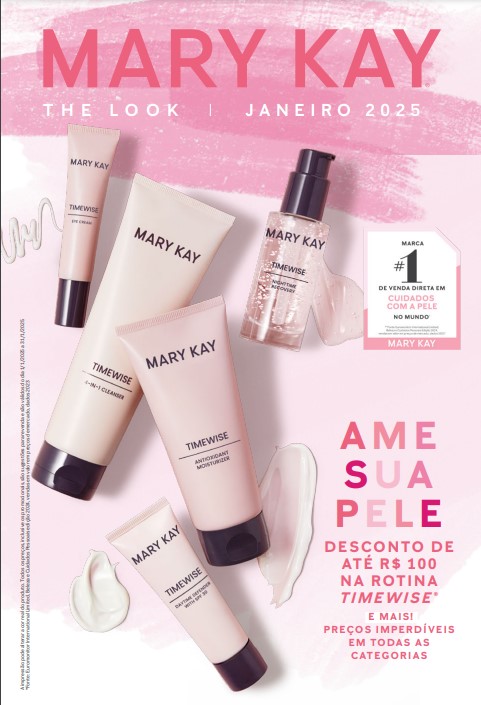 MARY KAY
THE LOOK | JANEIRO 2025
MARY KAY
TIMEWISE
EYE CREAM
MARY KAY
TIMEWISE
4-IN-1 CLEANSER
MARY KAY
TIMEWISE
NIGHTTIME
RECOVERY
MARCA
#1
DE VENDA DIRETA EM
CUIDADOS
COM A PELE
NO MUNDO*
MARY KAY
MARY KAY
TIMEWISE
ANTIOXIDANT
MOISTURIZER
MARY KAY
TIMEWISE
DAYTIME DEFENDER
WITH SPF 50
AME
SUA
PELE
DESCONTO DE
ATÉ R$ 100
NA ROTINA
TIMEWISE®
E MAIS!
PREÇOS IMPERDÍVEIS
EM TODAS AS
CATEGORIAS